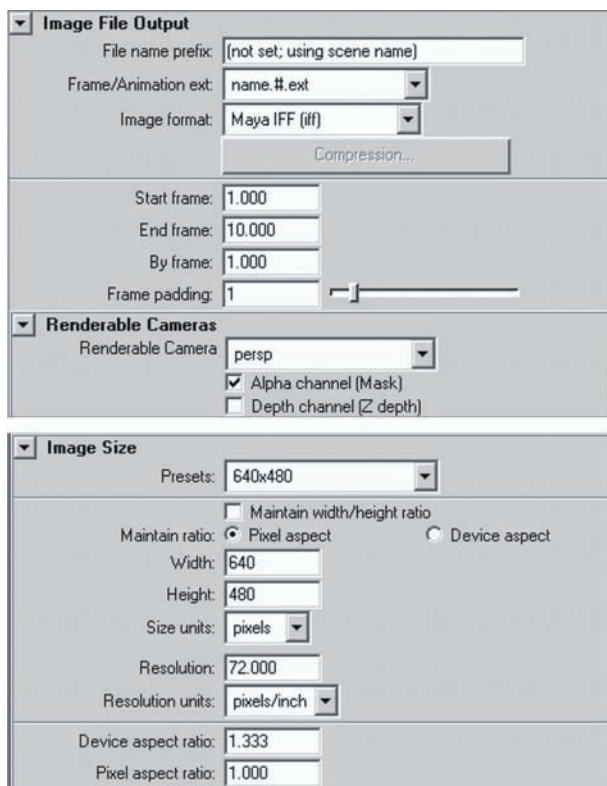 Image File Output
File name prefix: (not set; using scene name)
Frame/Animation ext: name.#.ext
Image format: Maya IFF (iff)
Compression...
Start frame: 1.000
End frame: 10.000
By frame: 1.000
Frame padding: 1
Renderable Cameras
Renderable Camera persp
Alpha channel (Mask)
Depth channel (Z depth)
Image Size
Presets: 640x480
Maintain width/height ratio
Maintain ratio: Pixel aspect Device aspect
Width: 640
Height: 480
Size units: pixels
Resolution: 72.000
Resolution units: pixels/inch
Device aspect ratio: 1.333
Pixel aspect ratio: 1.000